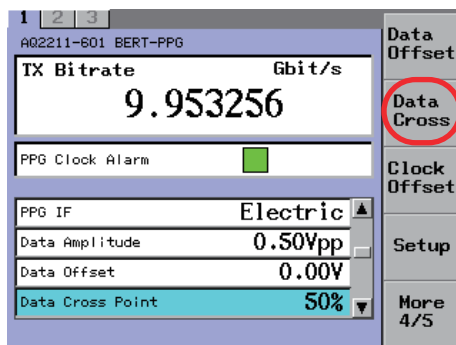 1 2 3
AQ2211-601 BERT-PPG
TX Bitrate Gbit/s
9.953256
PPG Clock Alarm
PPG IF Electric
Data Amplitude 0.50Vpp
Data Offset 0.00V
Data Cross Point 50%
Data
Offset
Data
Cross
Clock
Offset
Setup
More
4/5